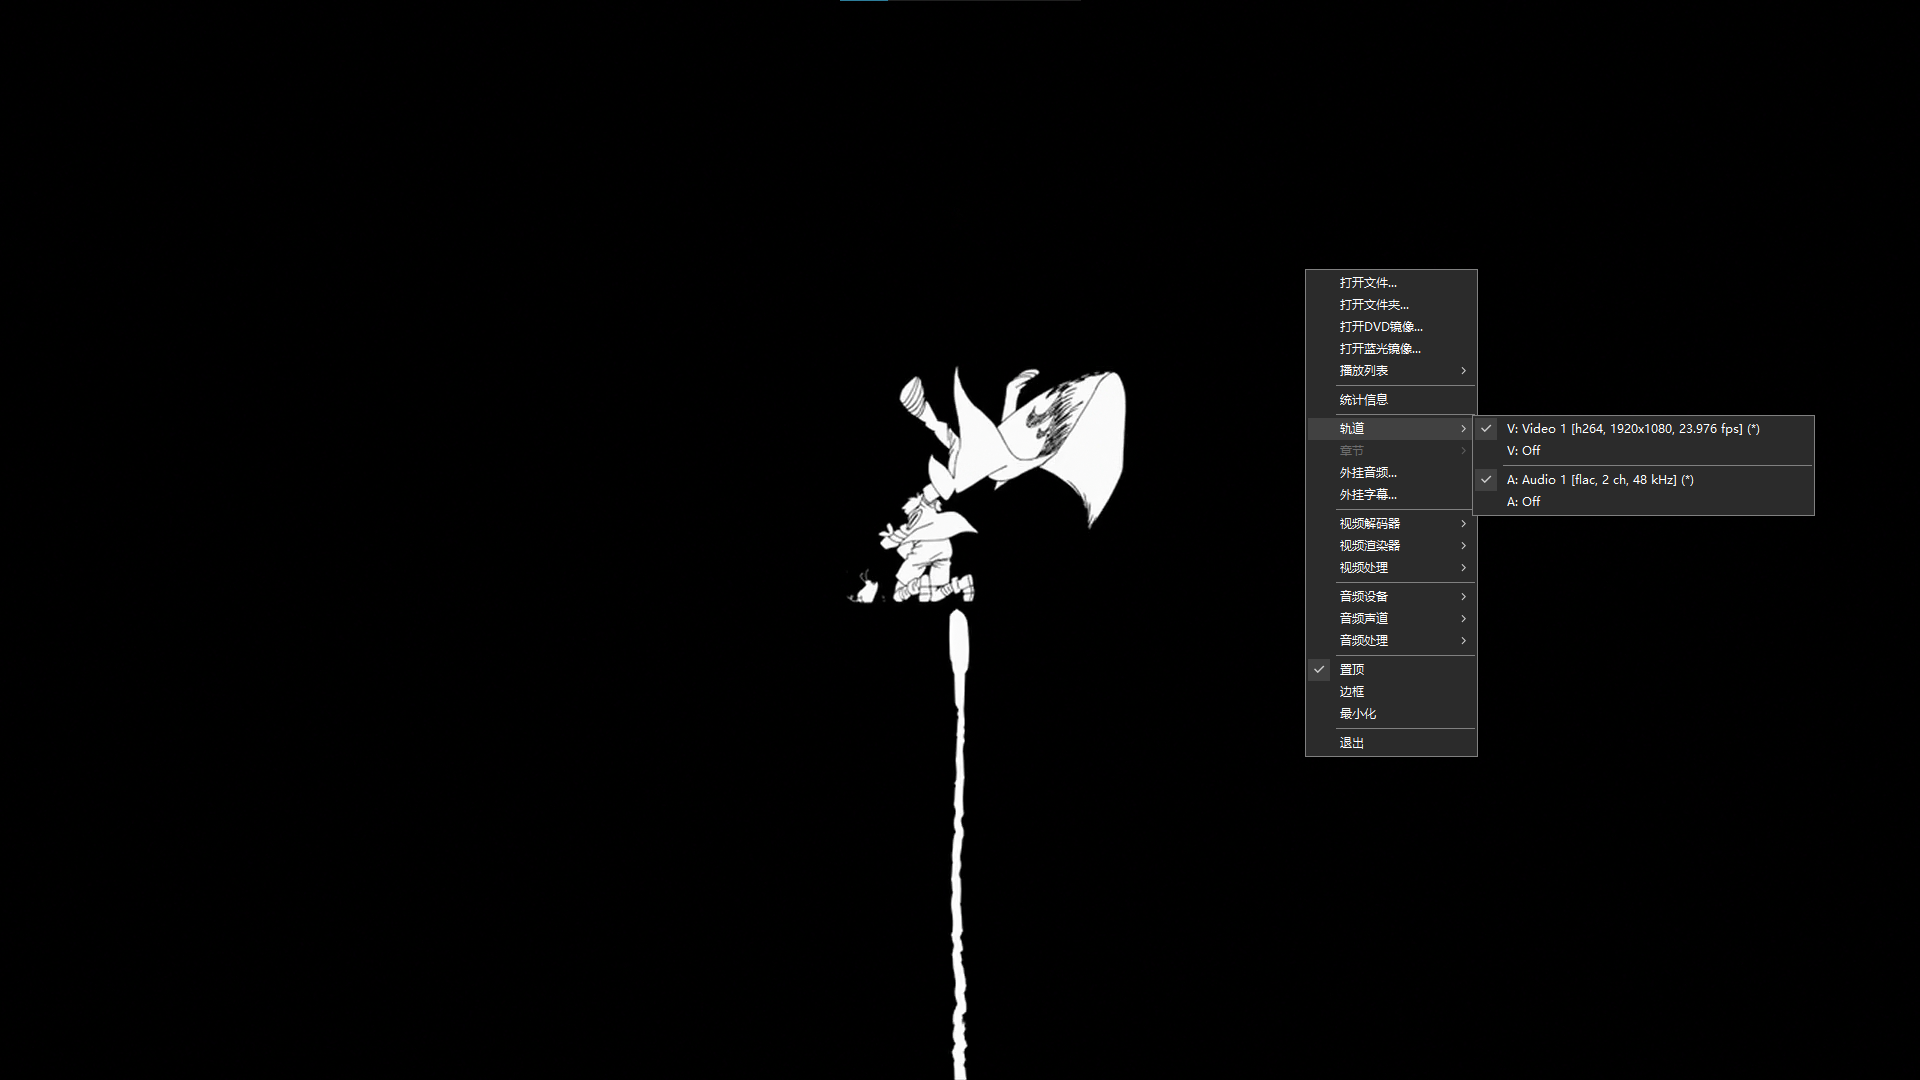 打开文件...
打开文件夹...
打开DVD镜像...
打开蓝光镜像...
播放列表
统计信息
轨道
章节
外挂音频...
外挂字幕...
视频解码器
视频渲染器
视频处理
音频设备
音频声道
音频处理
置顶
边框
最小化
退出
V: Video 1 [h264, 1920x1080, 23.976 fps] (*)
V: Off
A: Audio 1 [flac, 2 ch, 48 kHz] (*)
A: Off